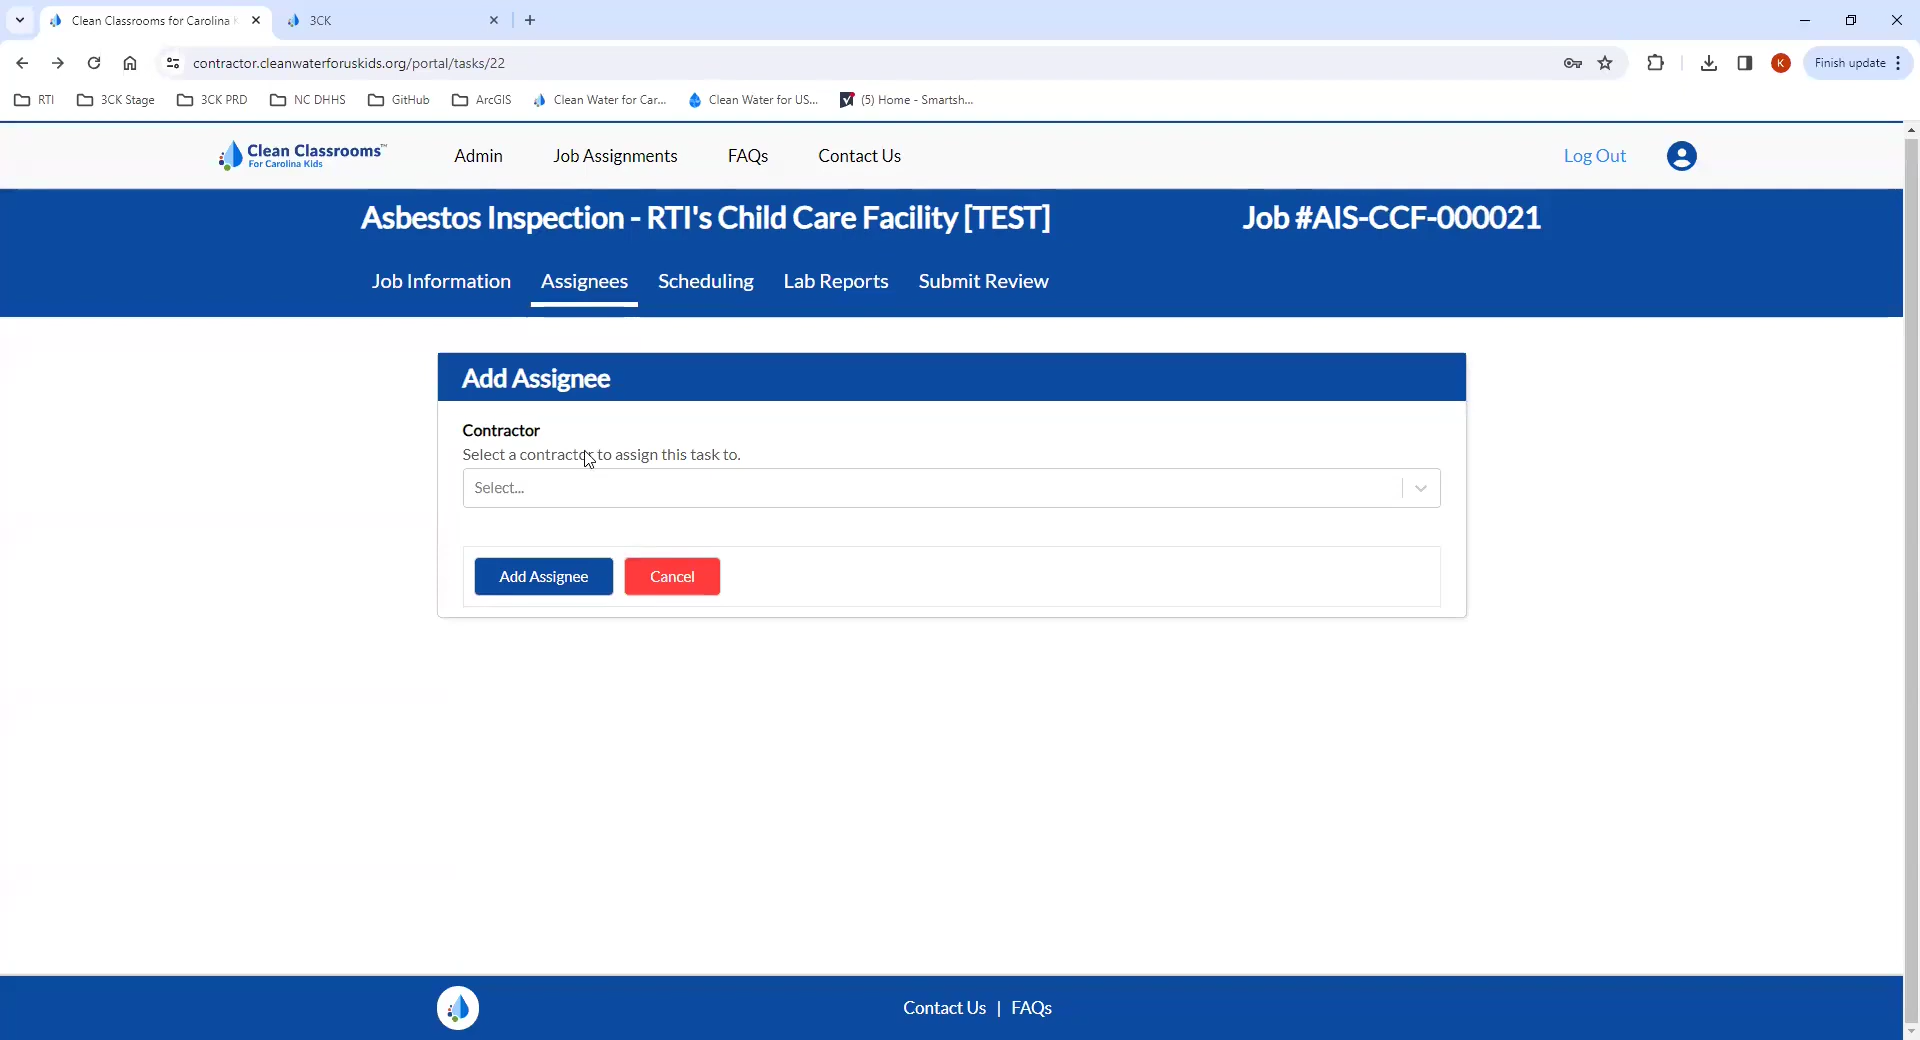 Clean Classrooms for Carolina
3CK
contractor.cleanwaterforuskids.org/portal/tasks/22
K
Finish update
RTI
3CK Stage
3CK PRD
NC DHHS
GitHub
ArcGIS
Clean Water for Car...
Clean Water for US...
(5) Home - Smartsh...
Clean Classrooms™
For Carolina Kids
Admin
Job Assignments
FAQs
Contact Us
Log Out
Asbestos Inspection - RTI's Child Care Facility [TEST]
Job #AIS-CCF-000021
Job Information
Assignees
Scheduling
Lab Reports
Submit Review
Add Assignee
Contractor
Select a contractor to assign this task to.
Select...
Add Assignee
Cancel
Contact Us | FAQs